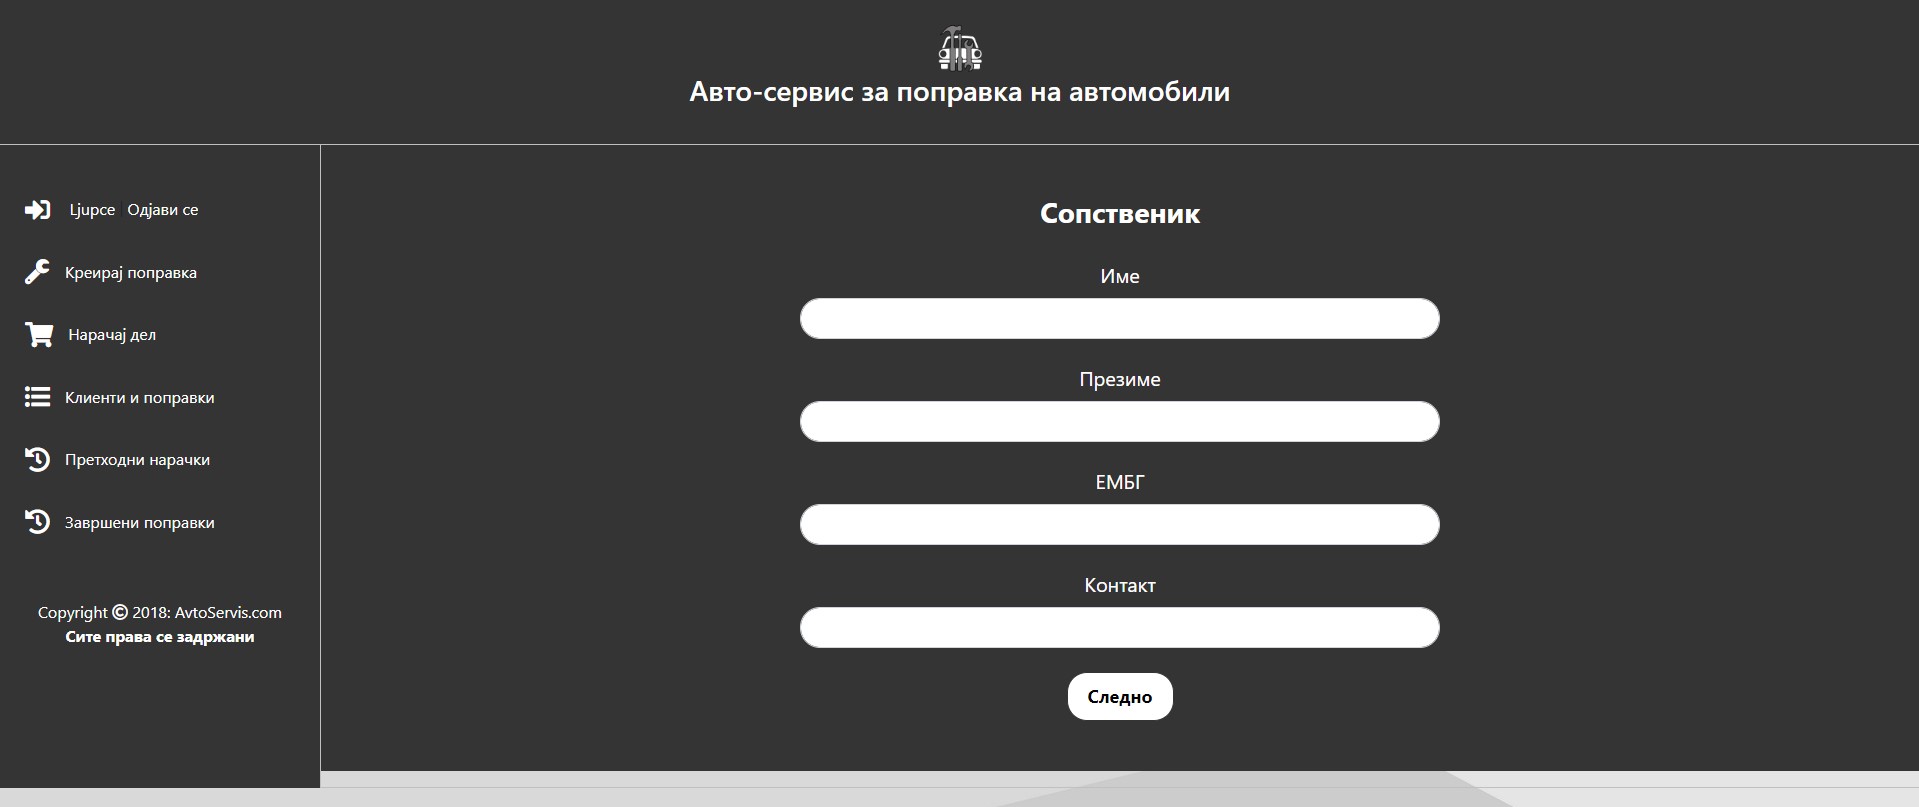 Авто-сервис за поправка на автомобили
Ljupce | Одјави се
Креирај поправка
Нарачај дел
Клиенти и поправки
Претходни нарачки
Завршени поправки
Copyright © 2018: AvtoServis.com
Сите права се задржани
Сопственик
Име
Презиме
ЕМБГ
Контакт
Следно